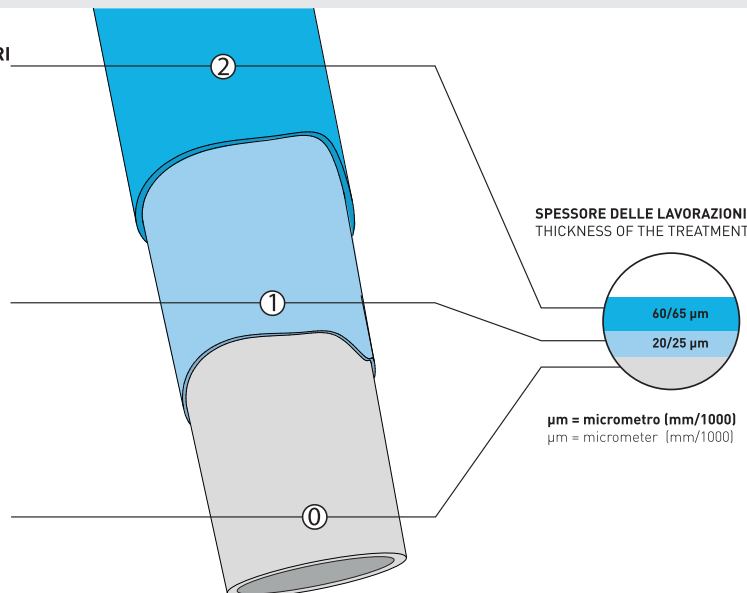 RI
2
SPESSORE DELLE LAVORAZIONI
THICKNESS OF THE TREATMENT
1
60/65 µm
20/25 µm
µm = micrometro (mm/1000)
µm = micrometer (mm/1000)
0